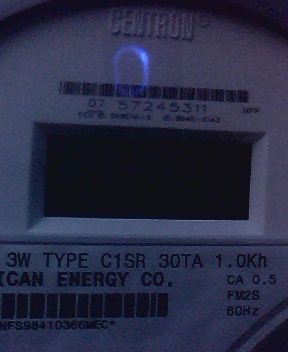 CENTRON®
07 57245311
3W TYPE C1SR 30TA 1.0Kh
ICAN ENERGY CO. CA 0.5
FM2S
60Hz
NFS98410366MEC*